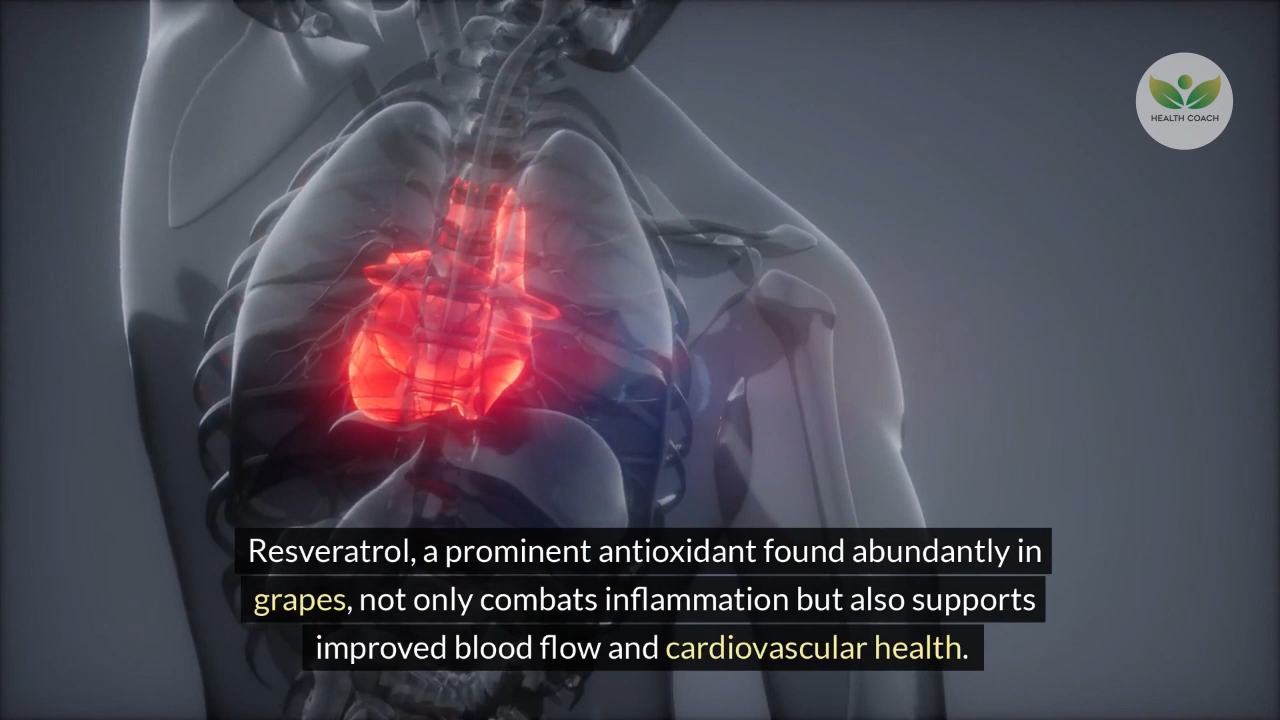 HEALTH COACH
Resveratrol, a prominent antioxidant found abundantly in
grapes, not only combats inflammation but also supports
improved blood flow and cardiovascular health.